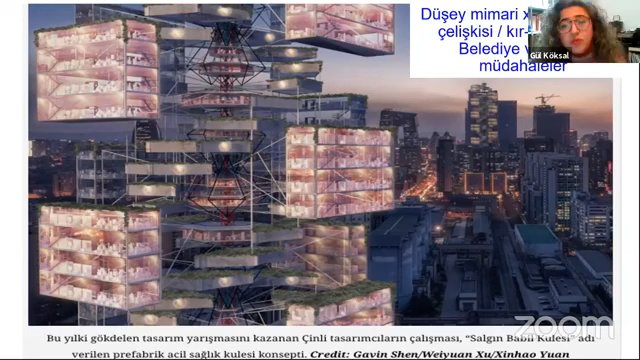 Düşey mimari x
çelişkisi / kır-
Belediye
müdahaleler
Gül Köksal
Bu yılki gökdelen tasarım yarışmasını kazanan Çinli tasarımcıların çalışması, "Salgın Babil Kulesi" adı
verilen prefabrik acil sağlık kulesi konsepti. Credit: Gavin Shen/Weiyuan Xu/Xinhao Yuan
zoom